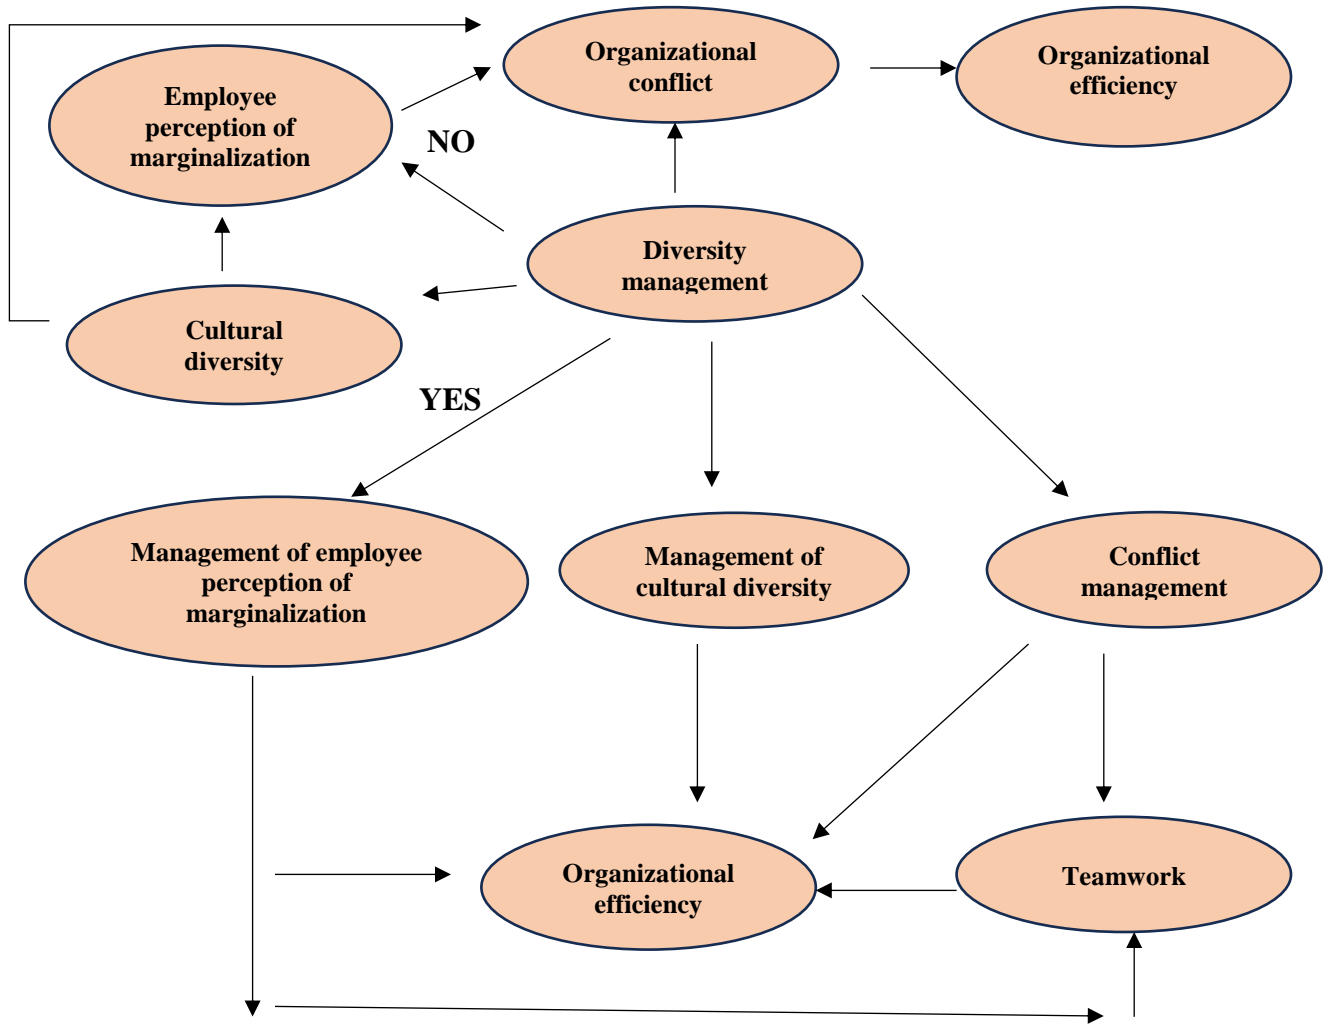 Organizational
conflict
Organizational
efficiency
Employee
perception of
marginalization
NO
Diversity
management
Cultural
diversity
YES
Management of employee
perception of
marginalization
Management of
cultural diversity
Conflict
management
Organizational
efficiency
Teamwork